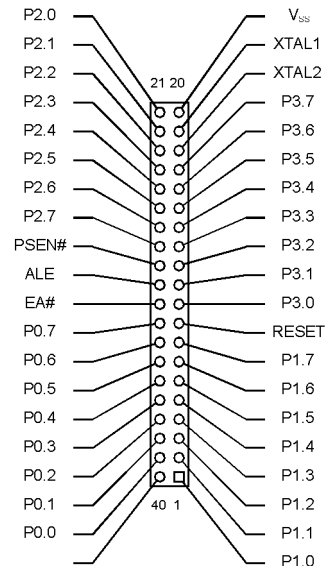 P2.0 VSS
P2.1 XTAL1
P2.2 XTAL2
21 20
P2.3 P3.7
P2.4 P3.6
P2.5 P3.5
P2.6 P3.4
P2.7 P3.3
PSEN# P3.2
ALE P3.1
EA# P3.0
P0.7 RESET
P0.6 P1.7
P0.5 P1.6
P0.4 P1.5
P0.3 P1.4
P0.2 P1.3
40 1
P0.1 P1.2
P0.0 P1.1
P1.0